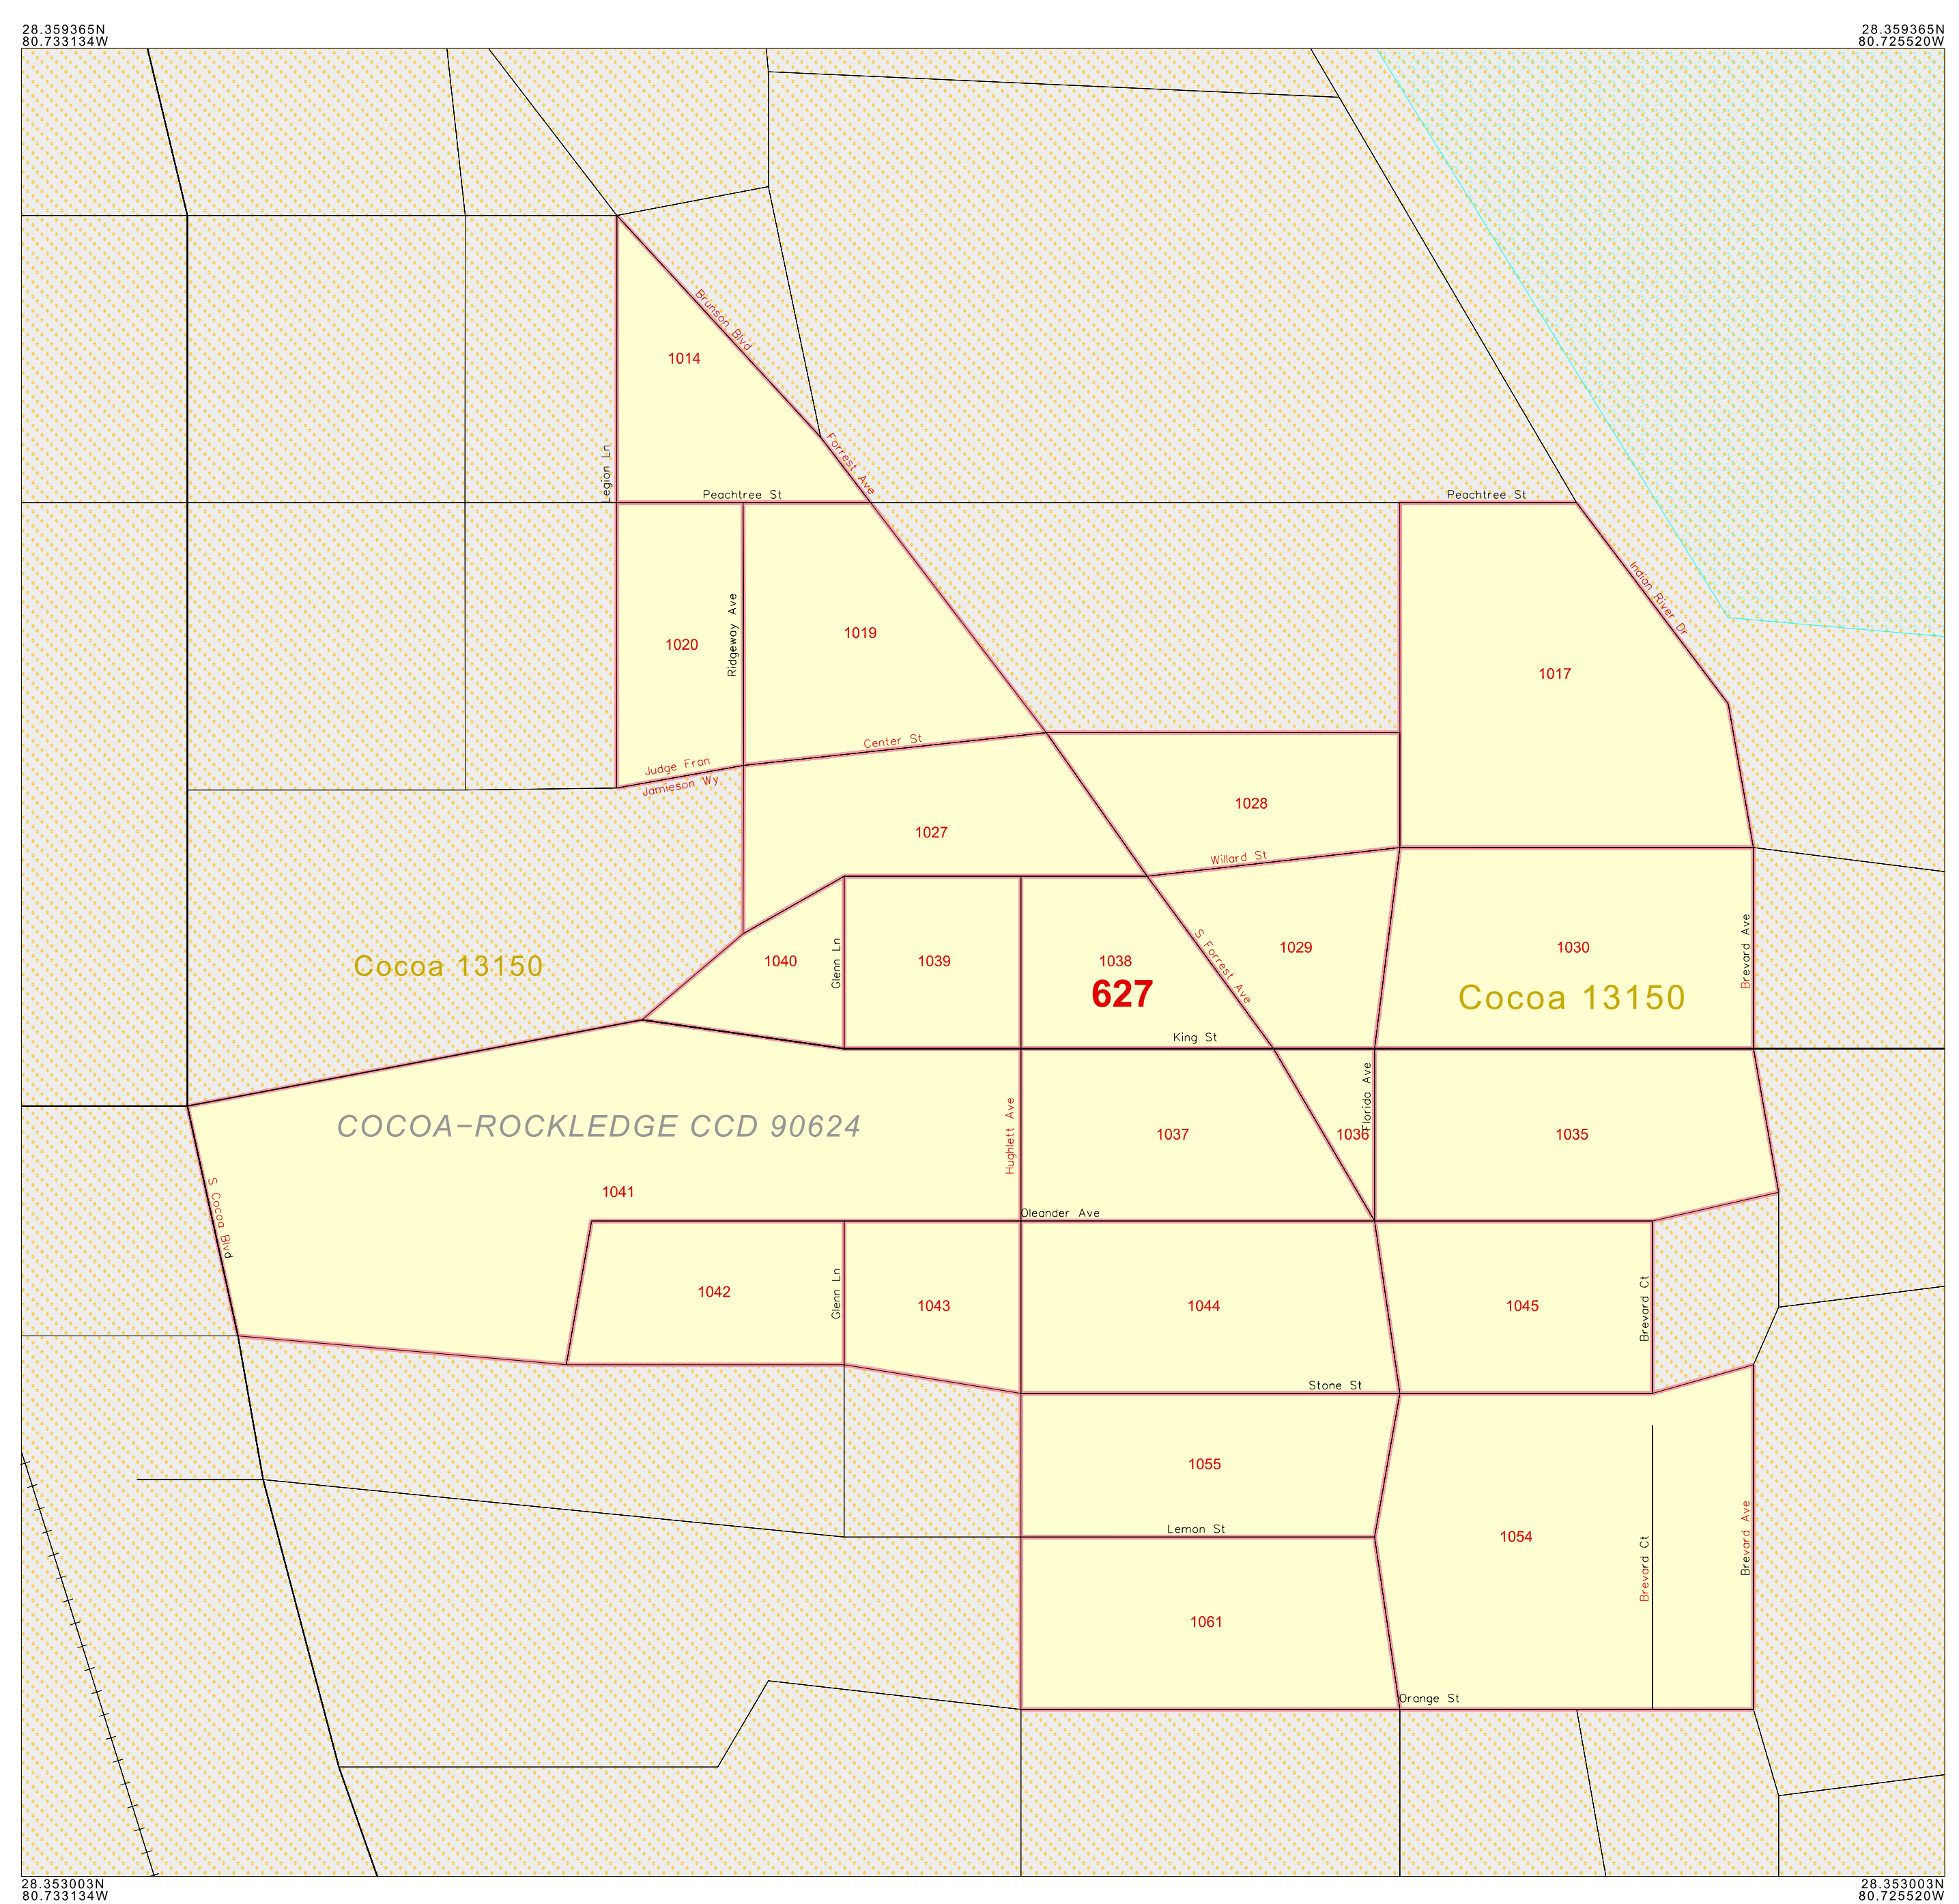 28.359365N
80.733134W
28.359365N
80.725520W
Brunson Blvd
1014
Forrest Ave
Legion Ln
Peachtree St
Peachtree St
Indian River Dr
Ridgeway Ave
1019
1020
1017
Center St
Judge Fran
Jamieson Wy
1028
1027
Willard St
S Forrest Ave
Brevard Ave
1029
1030
Glenn Ln
1040
1039
1038
Cocoa 13150
627
Cocoa 13150
King St
Florida Ave
COCOA-ROCKLEDGE CCD 90624
Hughlett Ave
1037
1036
1035
1041
S Cocoa Blvd
Oleander Ave
1042
Glenn Ln
1043
1044
1045
Brevard Ct
Stone St
1055
Lemon St
1054
Brevard Ct
Brevard Ave
1061
Orange St
28.353003N
80.733134W
28.353003N
80.725520W